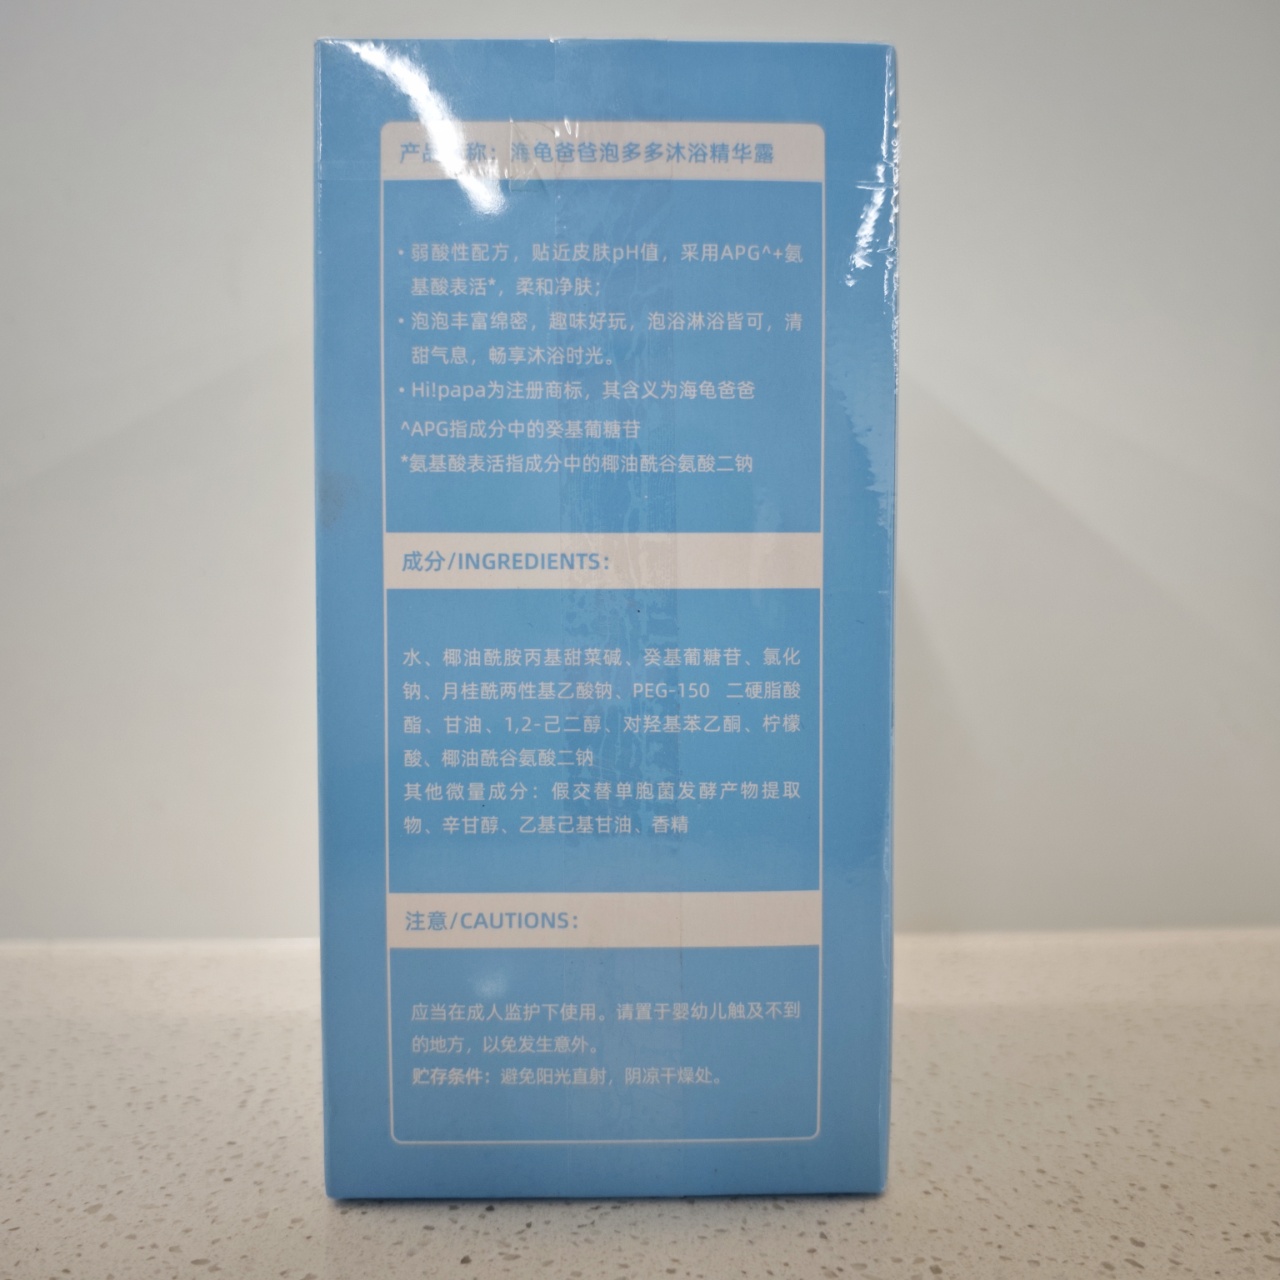 产品名称：海龟爸爸泡多多沐浴精华露
·弱酸性配方，贴近皮肤pH值，采用APG^+氨
基酸表活*，柔和净肤；
·泡泡丰富绵密，趣味好玩，泡浴淋浴皆可，清
甜气息，畅享沐浴时光。
·Hi!papa为注册商标，其含义为海龟爸爸
^APG指成分中的癸基葡糖苷
*氨基酸表活指成分中的椰油酰谷氨酸二钠
成分/INGREDIENTS：
水、椰油酰胺丙基甜菜碱、癸基葡糖苷、氯化
钠、月桂酰两性基乙酸钠、PEG-150 二硬脂酸
酯、甘油、1,2-己二醇、对羟基苯乙酮、柠檬
酸、椰油酰谷氨酸二钠
其他微量成分：假交替单胞菌发酵产物提取
物、辛甘醇、乙基己基甘油、香精
注意/CAUTIONS：
应当在成人监护下使用。请置于婴幼儿触及不到
的地方，以免发生意外。
贮存条件：避免阳光直射，阴凉干燥处。